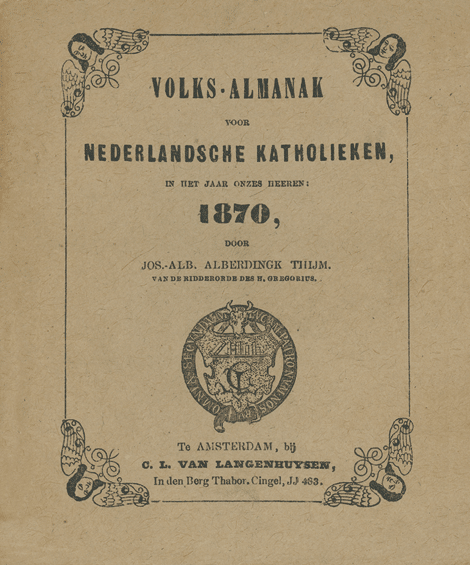 VOLKS-ALMANAK
VOOR
NEDERLANDSCHE KATHOLIEKEN,
IN HET JAAR ONZES HEEREN:
1870,
DOOR
JOS.-ALB. ALBERDINGK THIJM.
VAN DE RIDDERORDE DES H. GREGORIUS.
Te AMSTERDAM, bij
C. L. VAN LANGENHUYSEN,
In den Berg Thabor. Cingel, JJ 463.